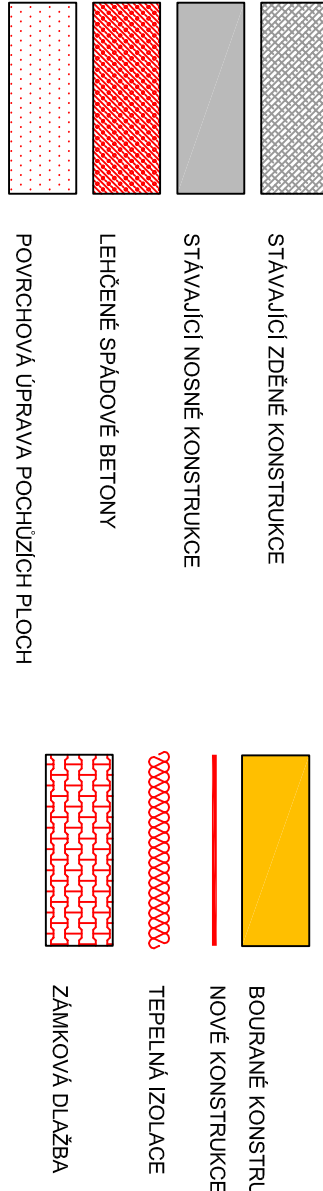 STÁVAJÍCÍ ZDĚNÉ KONSTRUKCE
STÁVAJÍCÍ NOSNÉ KONSTRUKCE
LEHČENÉ SPÁDOVÉ BETONY
POVRCHOVÁ ÚPRAVA POCHŮZÍCH PLOCH
BOURANÉ KONSTRU
NOVÉ KONSTRUKCE
TEPELNÁ IZOLACE
ZÁMKOVÁ DLAŽBA